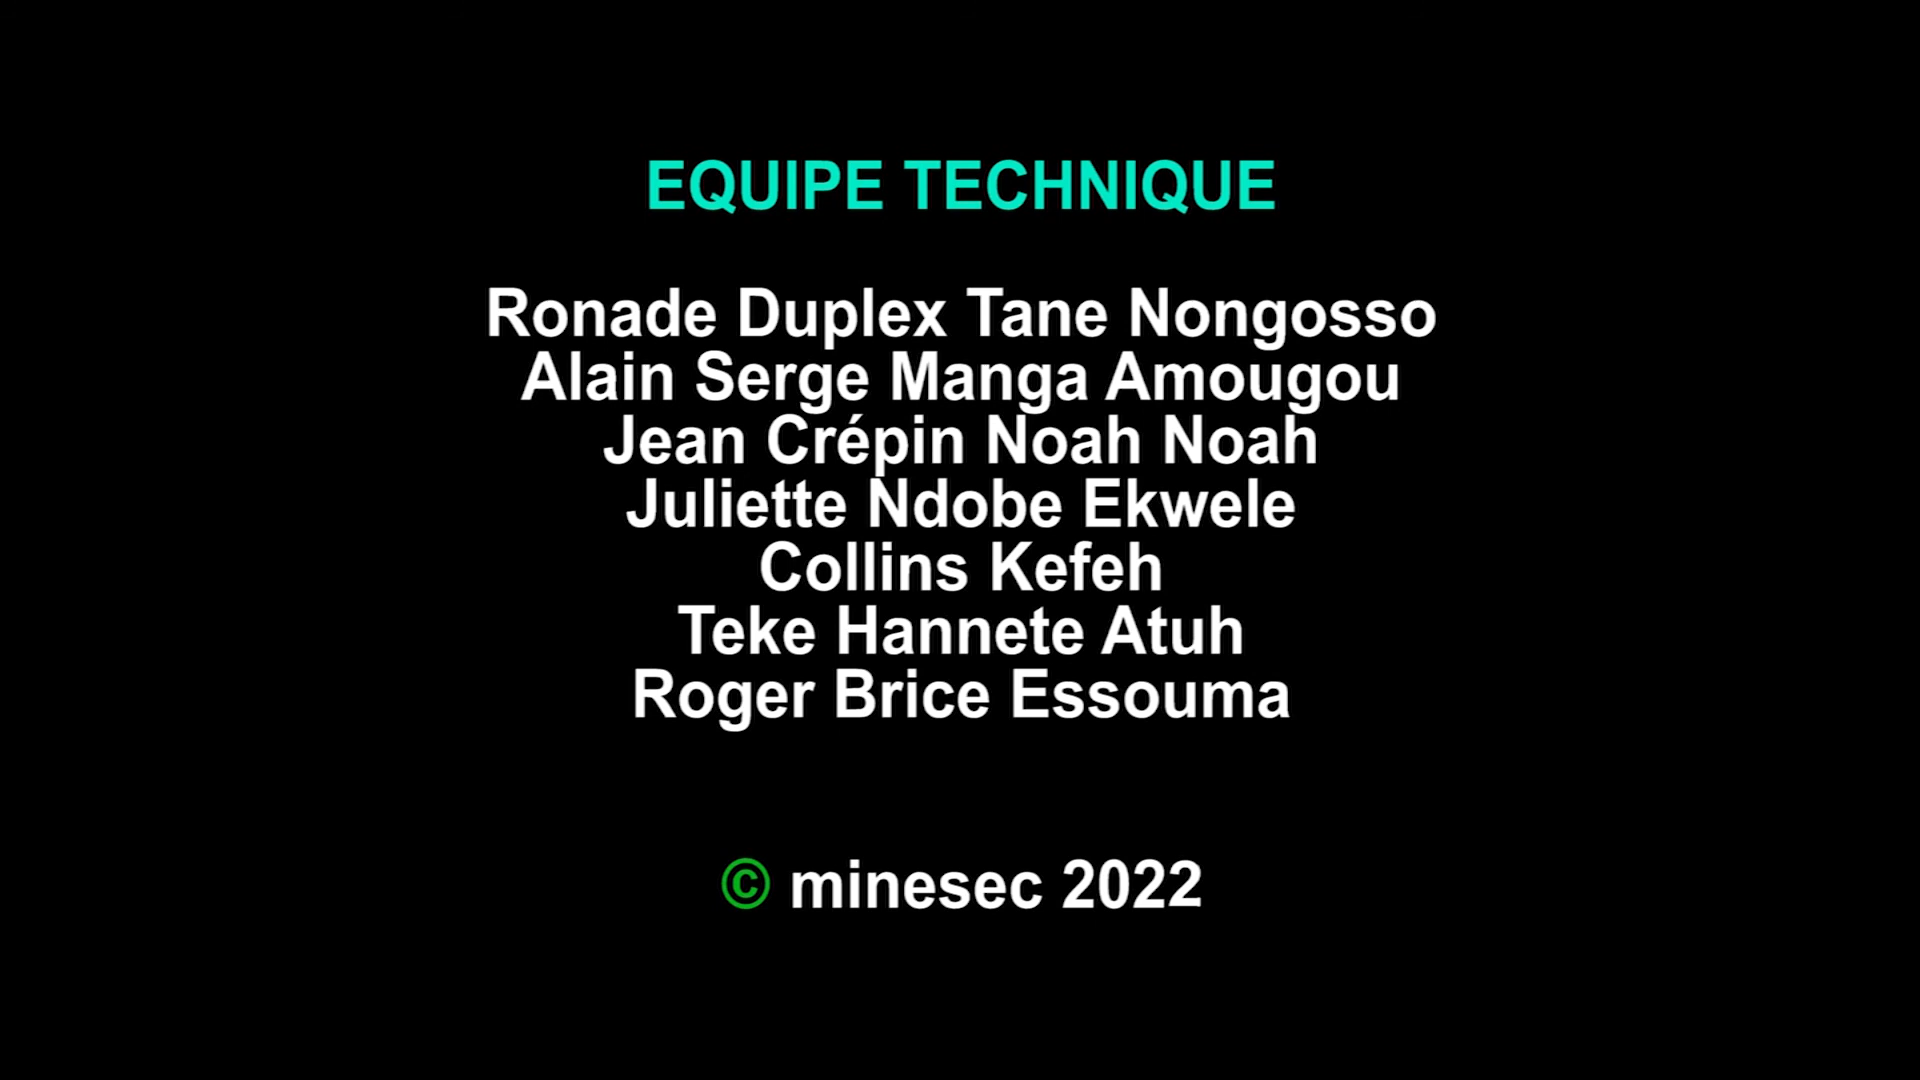 EQUIPE TECHNIQUE
Ronade Duplex Tane Nongosso
Alain Serge Manga Amougou
Jean Crépin Noah Noah
Juliette Ndobe Ekwele
Collins Kefeh
Teke Hannete Atuh
Roger Brice Essouma
© minesec 2022